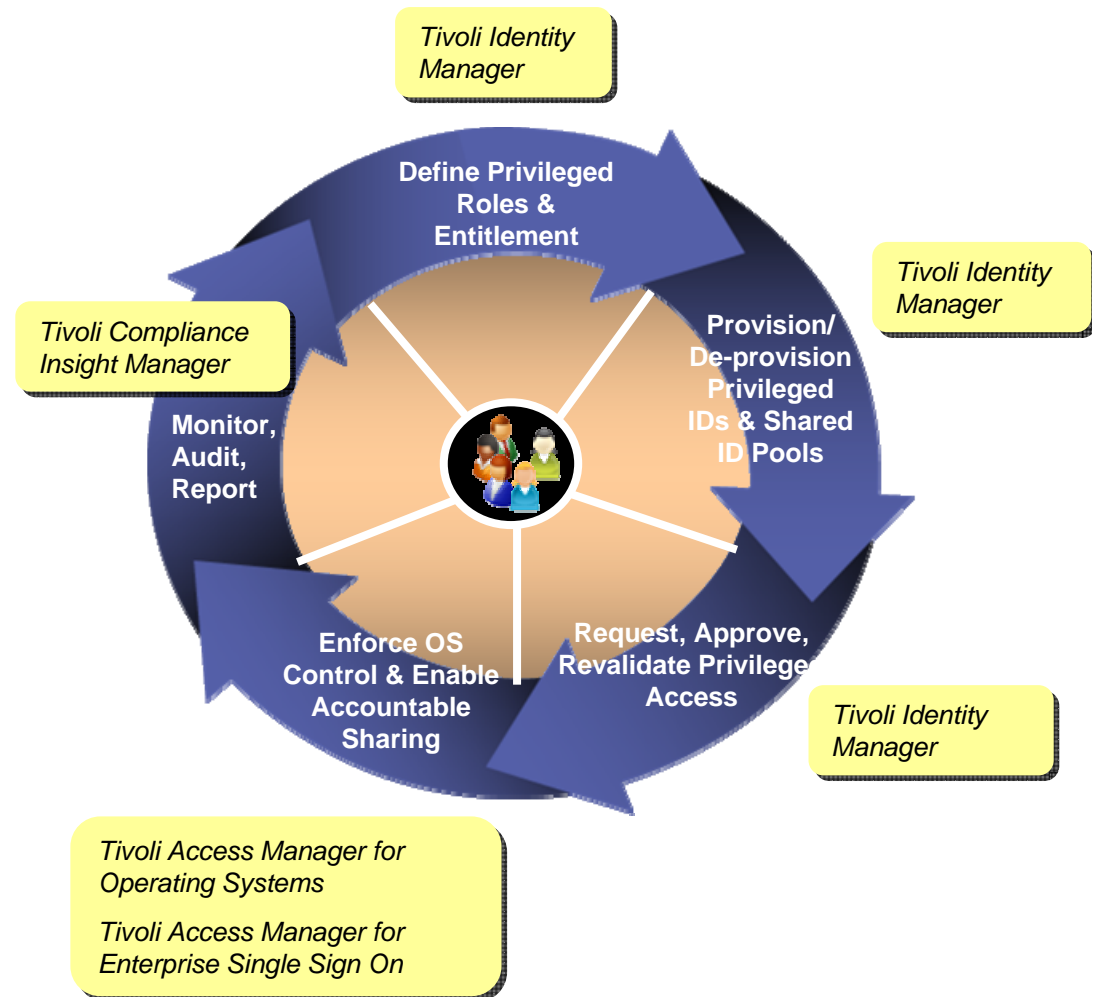 Tivoli Identity
Manager
Define Privileged
Roles &
Entitlement
Tivoli Identity
Manager
Provision/
De-provision
Privileged
IDs & Shared
ID Pools
Request, Approve,
Revalidate Privilege
Access
Tivoli Identity
Manager
Enforce OS
Control & Enable
Accountable
Sharing
Tivoli Access Manager for
Operating Systems
Tivoli Access Manager for
Enterprise Single Sign On
Monitor,
Audit,
Report
Tivoli Compliance
Insight Manager